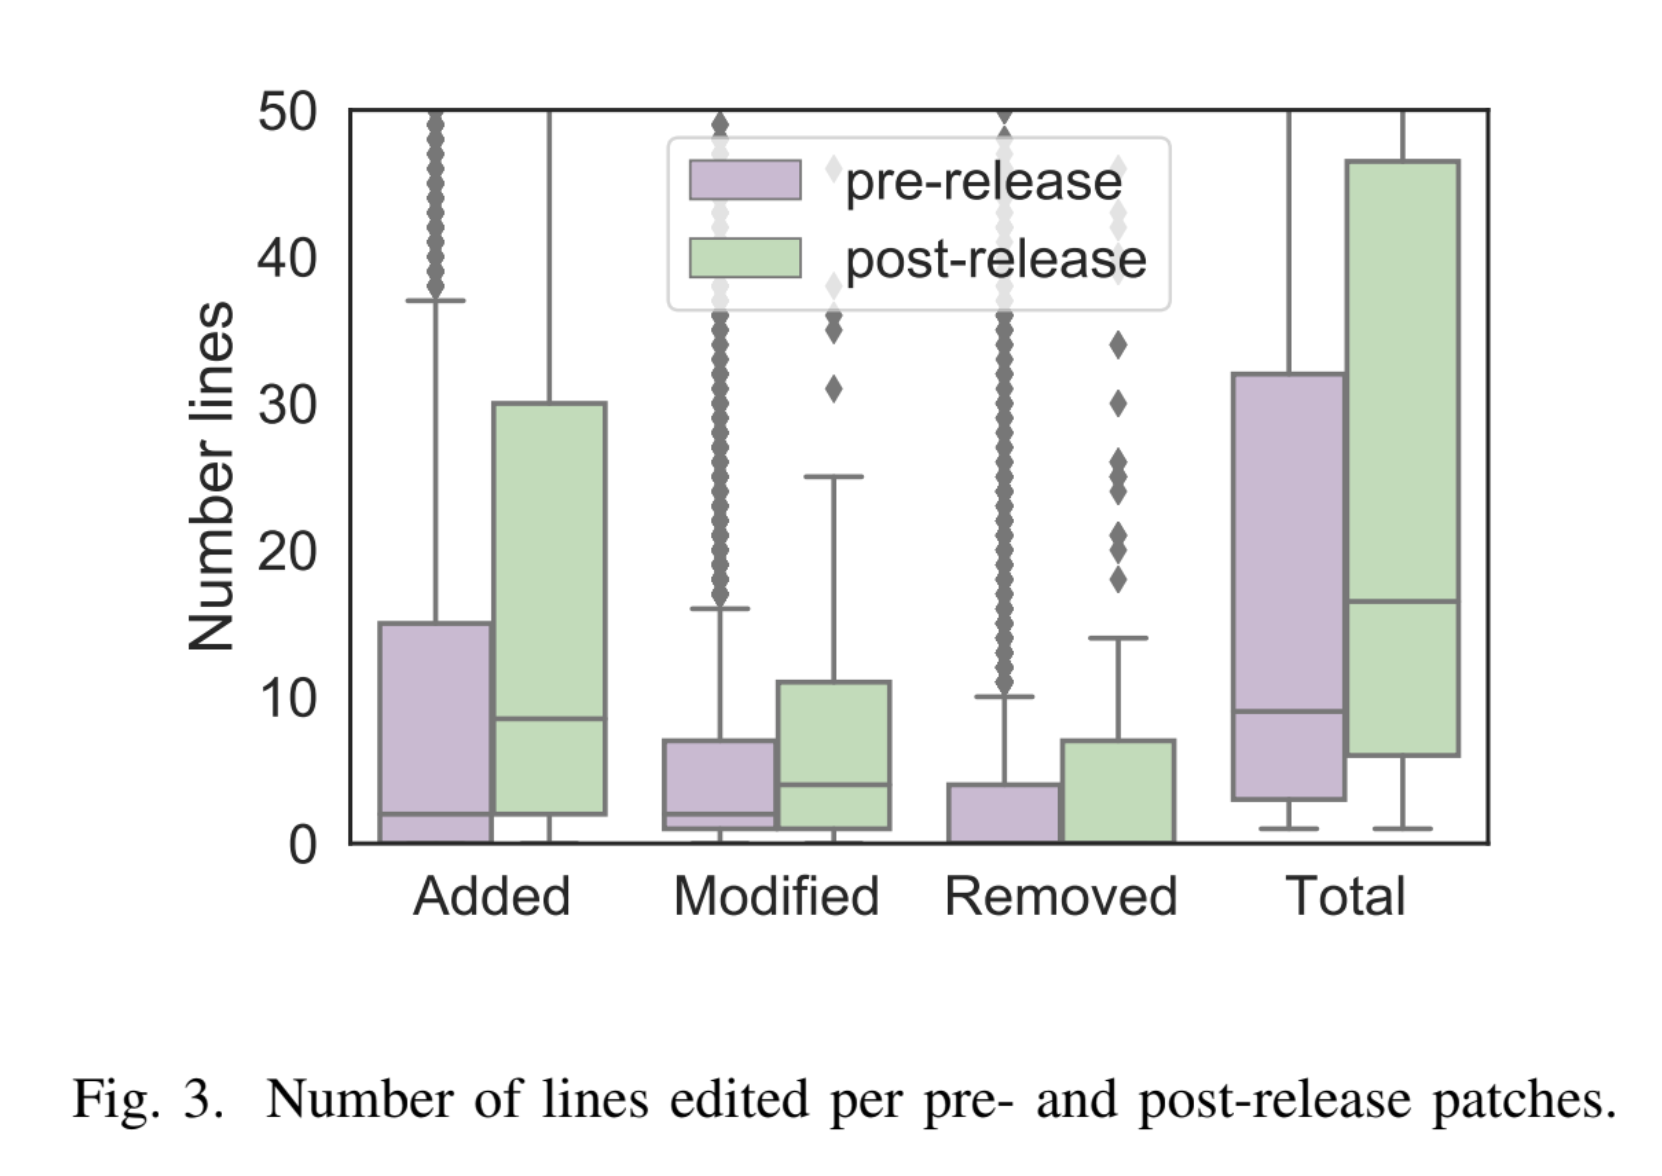 50
40
30
20
10
0
Number lines
pre-release
post-release
Added
Modified
Removed
Total
Fig. 3. Number of lines edited per pre- and post-release patches.